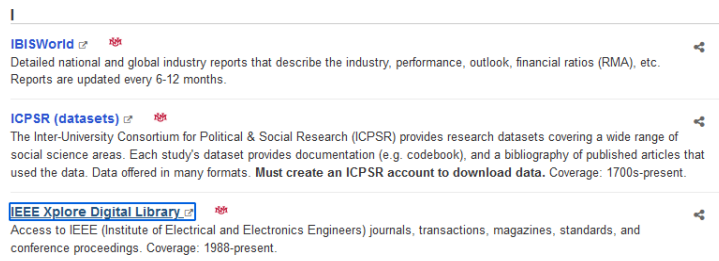 I
IBISWorld
Detailed national and global industry reports that describe the industry, performance, outlook, financial ratios (RMA), etc.
Reports are updated every 6-12 months.
ICPSR (datasets)
The Inter-University Consortium for Political & Social Research (ICPSR) provides research datasets covering a wide range of
social science areas. Each study's dataset provides documentation (e.g. codebook), and a bibliography of published articles that
used the data. Data offered in many formats. Must create an ICPSR account to download data. Coverage: 1700s-present.
IEEE Xplore Digital Library
Access to IEEE (Institute of Electrical and Electronics Engineers) journals, transactions, magazines, standards, and
conference proceedings. Coverage: 1988-present.